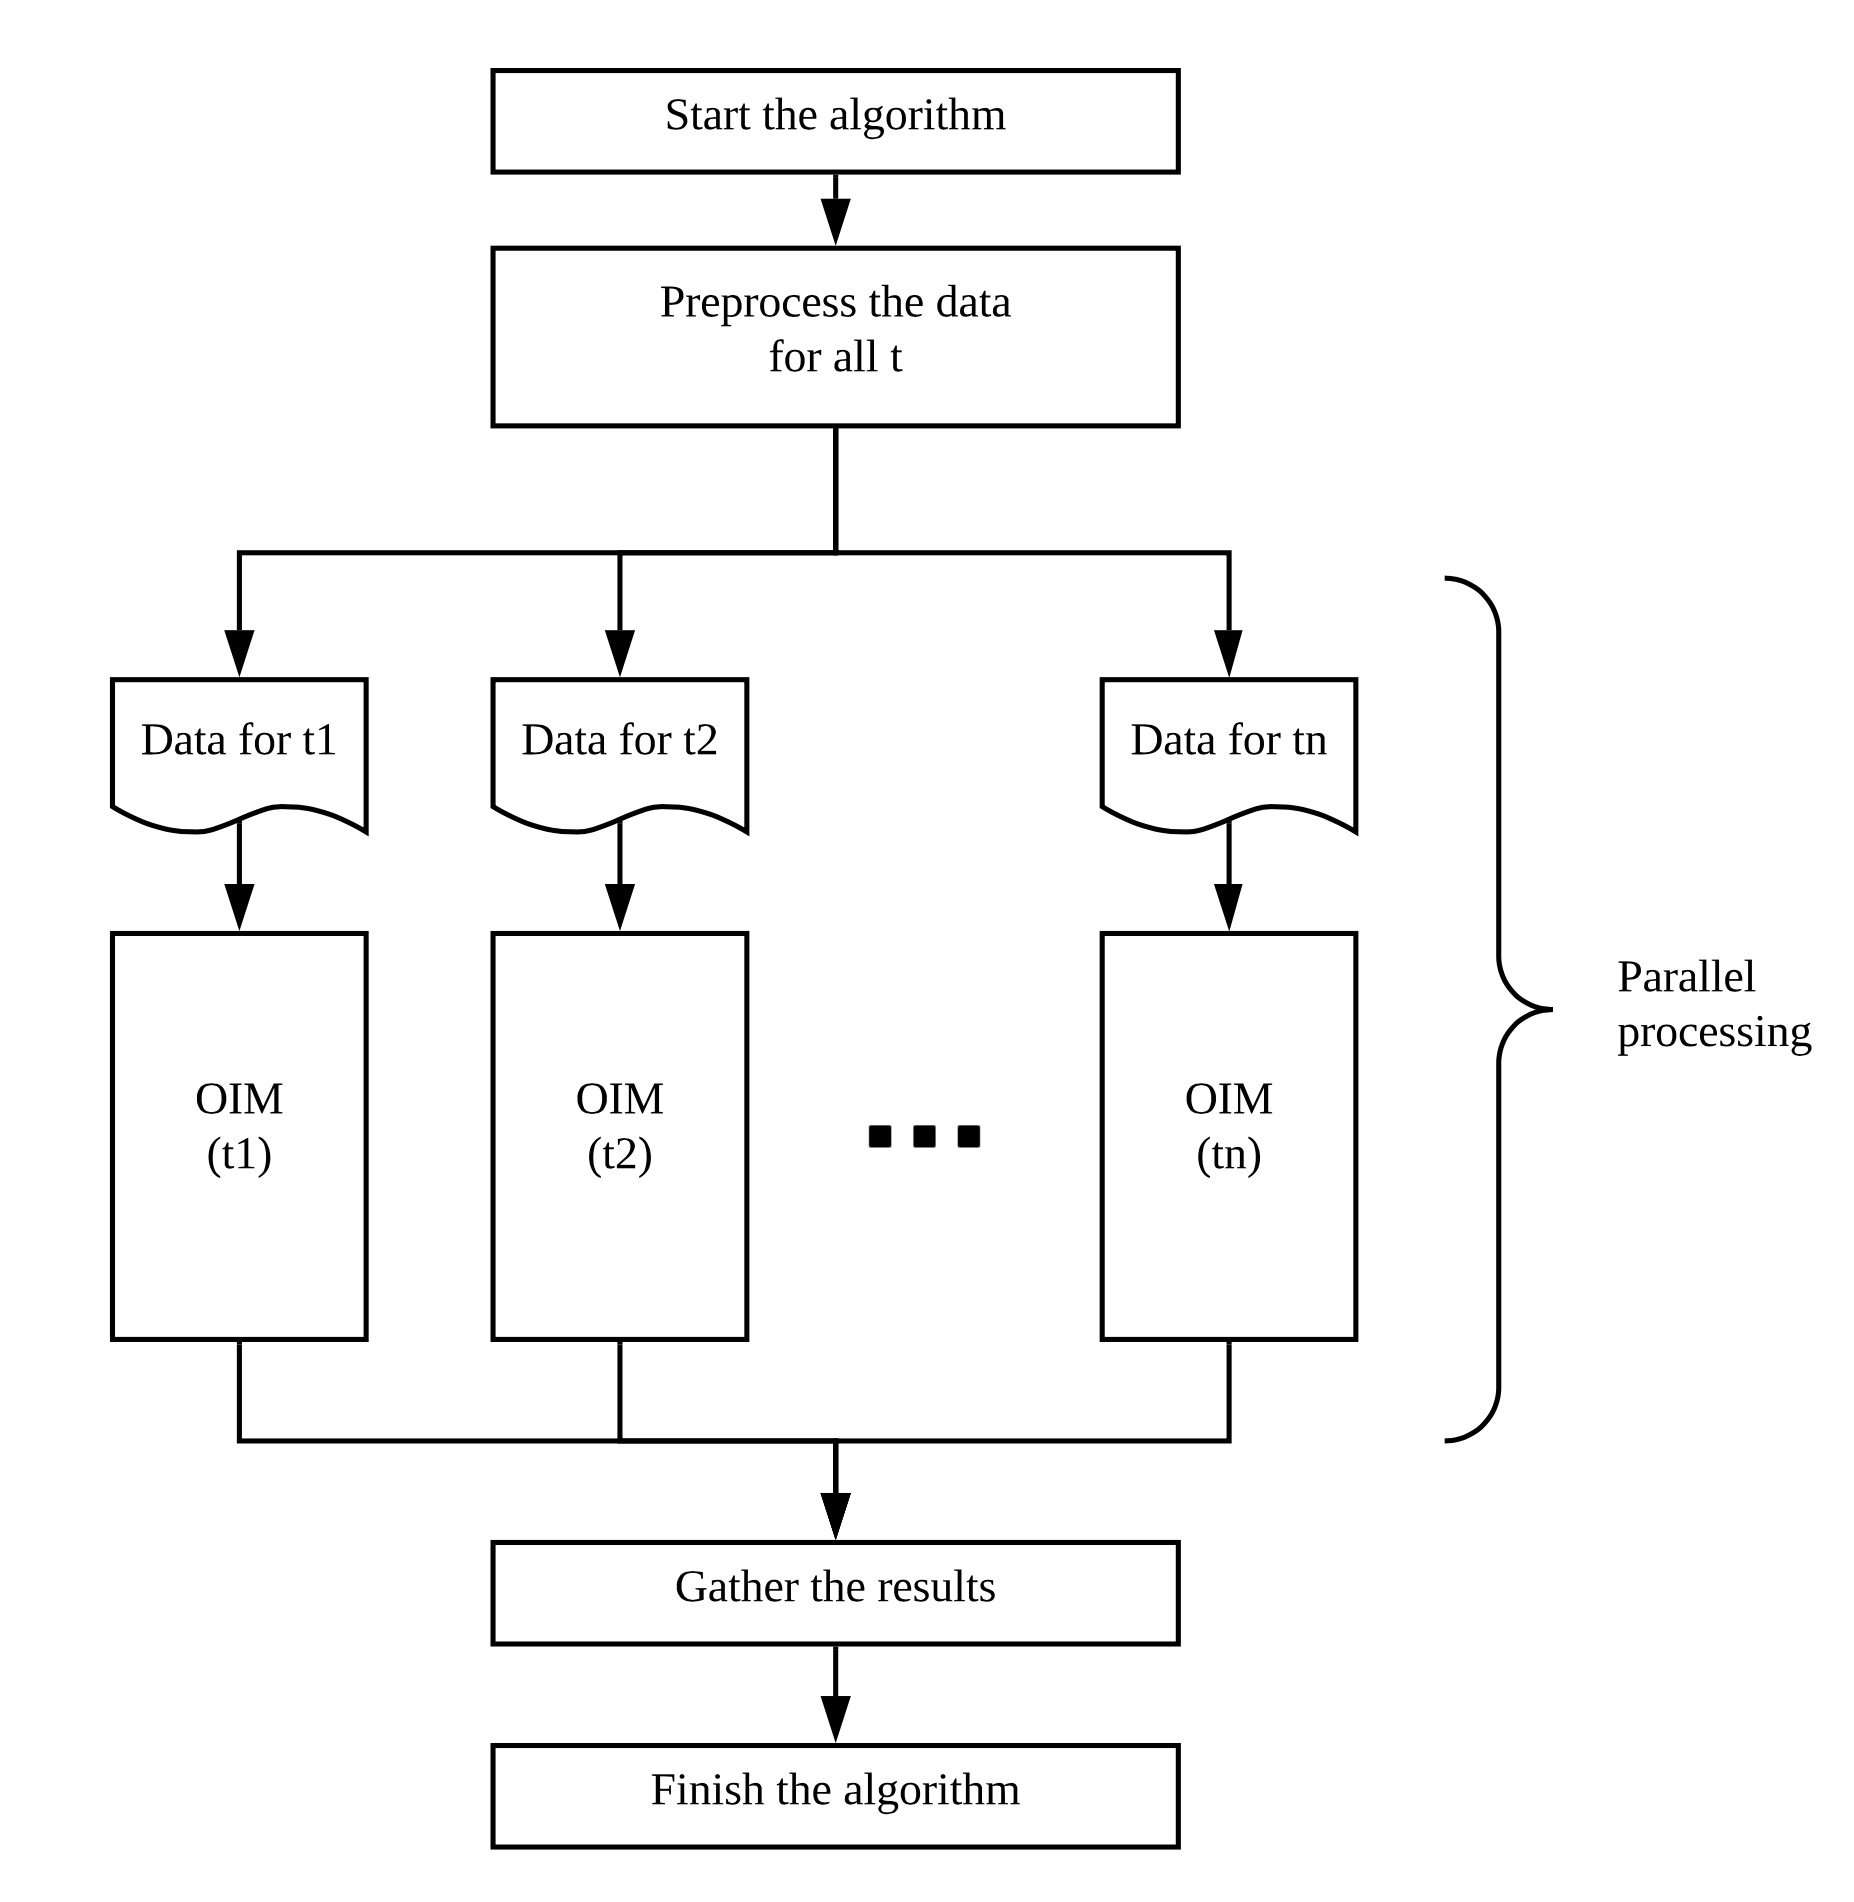 Start the algorithm
Preprocess the data
for all t
Data for t1
Data for t2
Data for tn
OIM
(t1)
OIM
(t2)
OIM
(tn)
Parallel
processing
Gather the results
Finish the algorithm